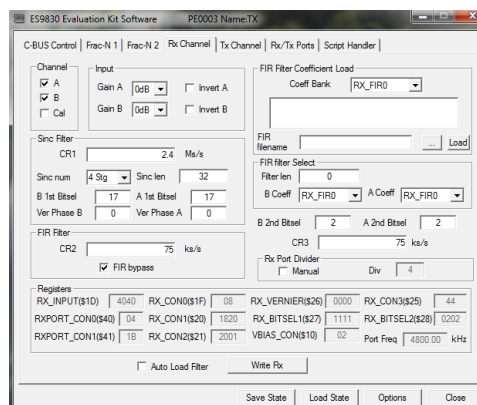 ES9830 Evaluation Kit Software PE0003 Name:TX
C-BUS Control Frac-N 1 Frac-N 2 Rx Channel Tx Channel Rx/Tx Ports Script Handler
Channel
A
B
Cal
Input
Gain A 0dB Invert A
Gain B 0dB Invert B
FIR Filter Coefficient Load
Coeff Bank RX_FIR0
FIR filename ... Load
Sinc Filter
CR1 2.4 Ms/s
Sinc num 4 Stg Sinc len 32
B 1st Bitsel 17 A 1st Bitsel 17
Ver Phase B 0 Ver Phase A 0
FIR filter Select
Filter len 0
B Coeff RX_FIR0 A Coeff RX_FIR0
B 2nd Bitsel 2 A 2nd Bitsel 2
CR3 75 ks/s
FIR Filter
CR2 75 ks/s
FIR bypass
Rx Port Divider
Manual Div 4
Registers
RX_INPUT($1D) 4040 RX_CON0($1F) 08 RX_VERNIER($26) 0000 RX_CON3($25) 44
RXPORT_CON0($40) 04 RX_CON1($20) 1820 RX_BITSEL1($27) 1111 RX_BITSEL2($28) 0202
RXPORT_CON1($41) 1B RX_CON2($21) 2001 VBIAS_CON($10) 02 Port Freq 4800.00 kHz
Auto Load Filter Write Rx
Save State Load State Options Close